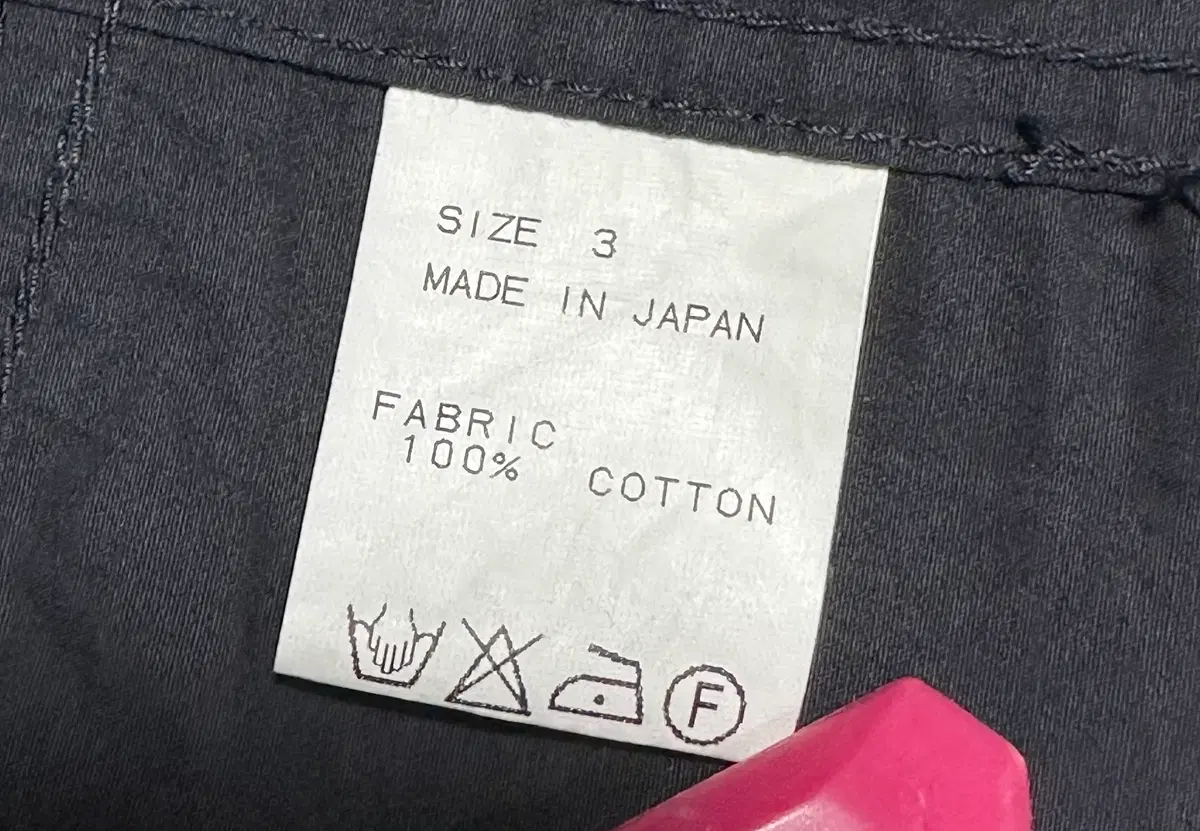 SIZE 3
MADE IN JAPAN
FABRIC
100% COTTON
F